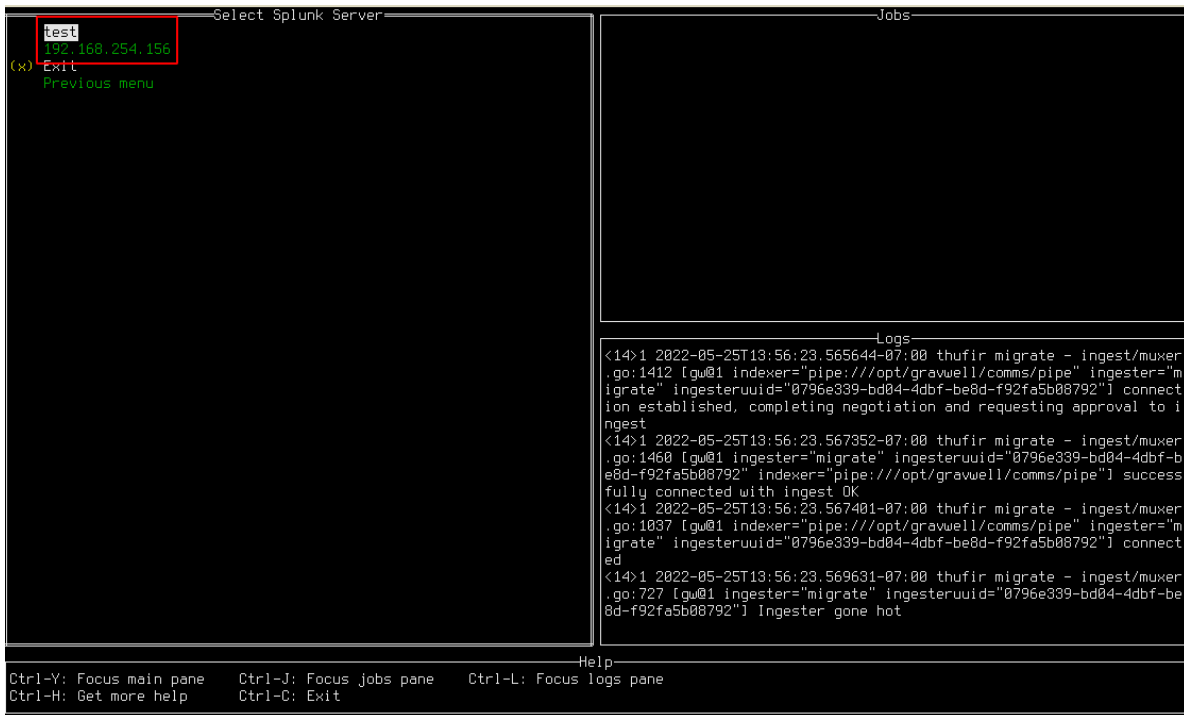 Select Splunk Server
test
192.168.254.156
(x) Exit
Previous menu
Jobs
Logs
<14>1 2022-05-25T13:56:23.565644-07:00 thufir migrate - ingest/muxer
.go:1412 [gw@1 indexer="pipe:///opt/gravwell/comms/pipe" ingester="m
igrate" ingesteruuid="0796e339-bd04-4dbf-be8d-f92fa5b08792"] connect
ion established, completing negotiation and requesting approval to i
ngest
<14>1 2022-05-25T13:56:23.567352-07:00 thufir migrate - ingest/muxer
.go:1460 [gw@1 ingester="migrate" ingesteruuid="0796e339-bd04-4dbf-b
e8d-f92fa5b08792" indexer="pipe:///opt/gravwell/comms/pipe"] success
fully connected with ingest OK
<14>1 2022-05-25T13:56:23.567401-07:00 thufir migrate - ingest/muxer
.go:1037 [gw@1 indexer="pipe:///opt/gravwell/comms/pipe" ingester="m
igrate" ingesteruuid="0796e339-bd04-4dbf-be8d-f92fa5b08792"] connect
ed
<14>1 2022-05-25T13:56:23.569631-07:00 thufir migrate - ingest/muxer
.go:727 [gw@1 ingester="migrate" ingesteruuid="0796e339-bd04-4dbf-be
8d-f92fa5b08792"] Ingester gone hot
Help
Ctrl-Y: Focus main pane Ctrl-J: Focus jobs pane Ctrl-L: Focus logs pane
Ctrl-H: Get more help Ctrl-C: Exit